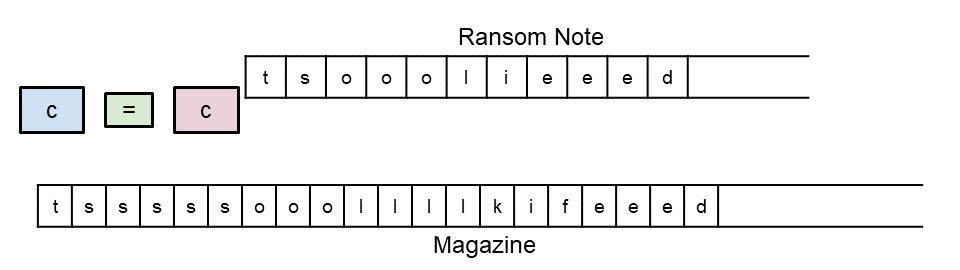 Ransom Note
t s o o o l i e e e d
c = c
t s s s s s o o o l l l l k i f e e e d
Magazine